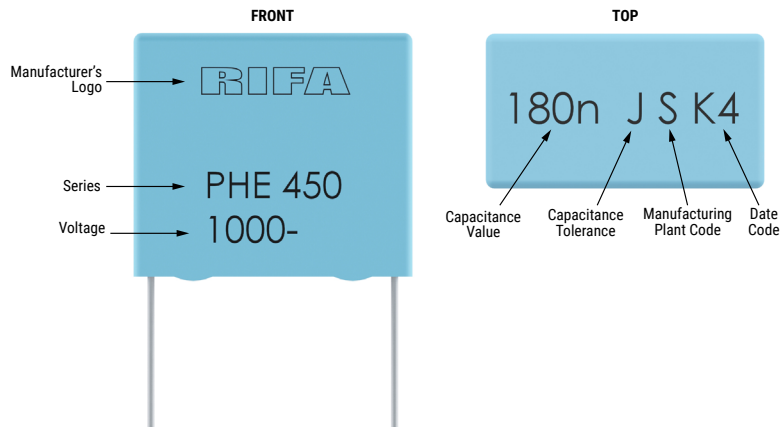 FRONT
Manufacturer's
Logo
RIFA
Series
PHE 450
Voltage
1000-
TOP
180n J S K4
Capacitance
Value
Capacitance
Tolerance
Manufacturing
Plant Code
Date
Code